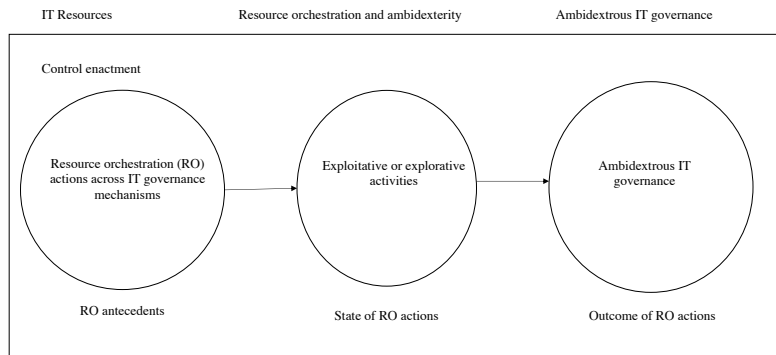 IT Resources
Resource orchestration and ambidexterity
Ambidextrous IT governance
Control enactment
Resource orchestration (RO)
actions across IT governance
mechanisms
Exploitative or explorative
activities
Ambidextrous IT
governance
RO antecedents
State of RO actions
Outcome of RO actions